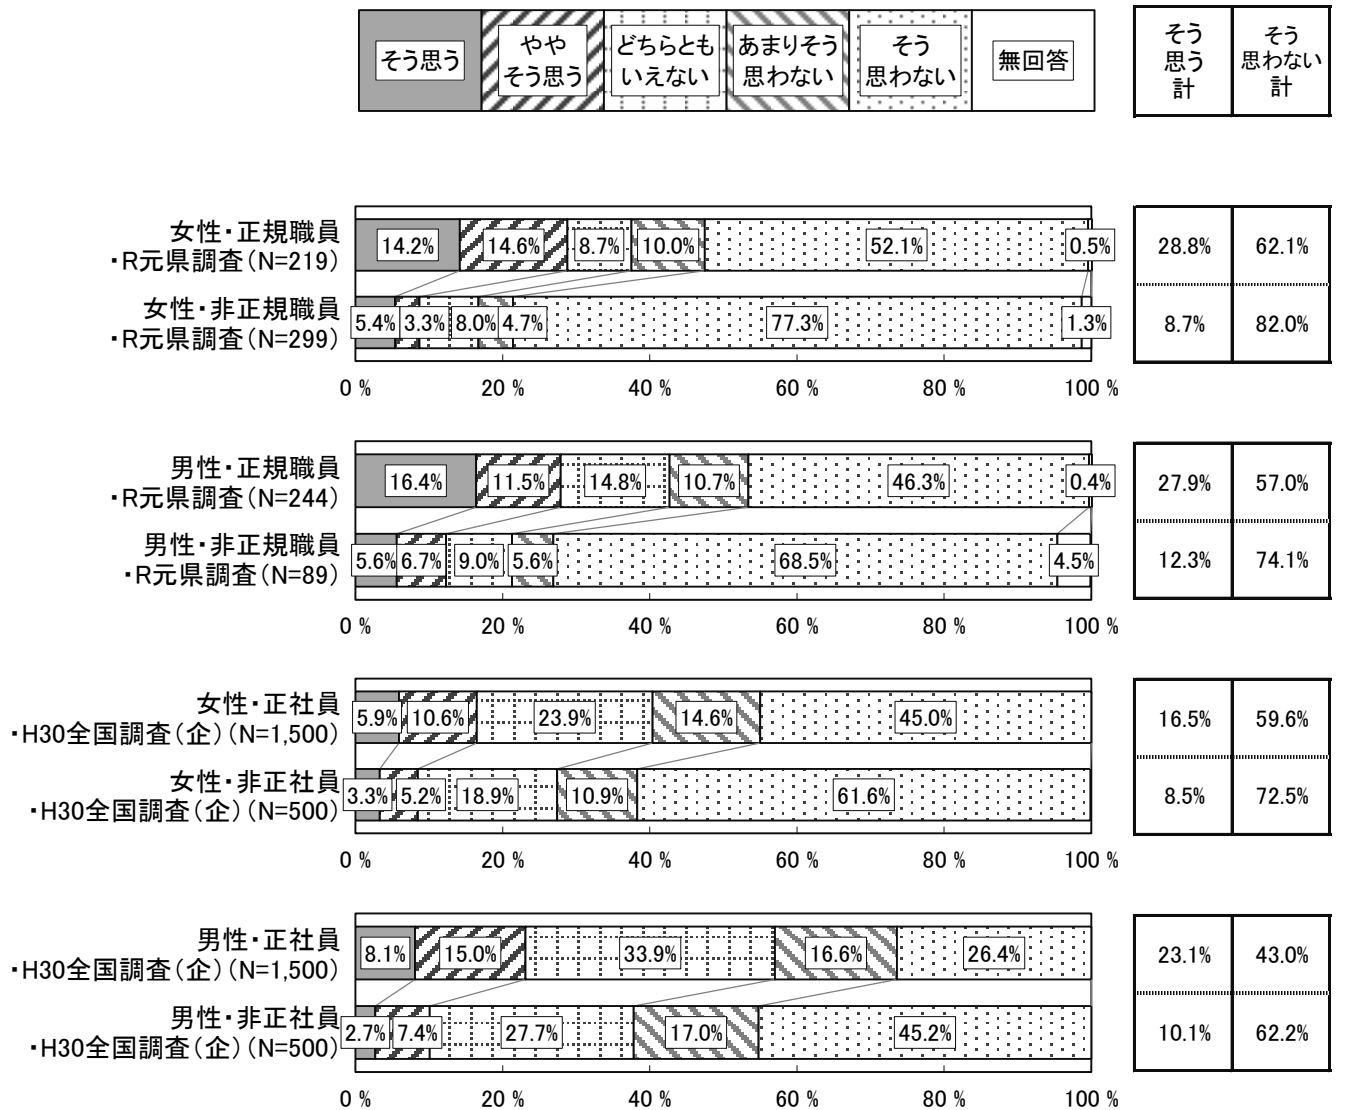 そう思う
やや
そう思う
どちらとも
いえない
あまりそう
思わない
そう
思わない
無回答
そう
思う
計
そう
思わない
計
女性・正規職員
・R元県調査(N=219)
14.2% 14.6% 8.7% 10.0% 52.1% 0.5% 28.8% 62.1%
女性・非正規職員
・R元県調査(N=299)
5.4% 3.3% 8.0% 4.7% 77.3% 1.3% 8.7% 82.0%
0 % 20 % 40 % 60 % 80 % 100 %
男性・正規職員
・R元県調査(N=244)
16.4% 11.5% 14.8% 10.7% 46.3% 0.4% 27.9% 57.0%
男性・非正規職員
・R元県調査(N=89)
5.6% 6.7% 9.0% 5.6% 68.5% 4.5% 12.3% 74.1%
0 % 20 % 40 % 60 % 80 % 100 %
女性・正社員
・H30全国調査(企)(N=1,500)
5.9% 10.6% 23.9% 14.6% 45.0% 16.5% 59.6%
女性・非正社員
・H30全国調査(企)(N=500)
3.3% 5.2% 18.9% 10.9% 61.6% 8.5% 72.5%
0 % 20 % 40 % 60 % 80 % 100 %
男性・正社員
・H30全国調査(企)(N=1,500)
8.1% 15.0% 33.9% 16.6% 26.4% 23.1% 43.0%
男性・非正社員
・H30全国調査(企)(N=500)
2.7% 7.4% 27.7% 17.0% 45.2% 10.1% 62.2%
0 % 20 % 40 % 60 % 80 % 100 %